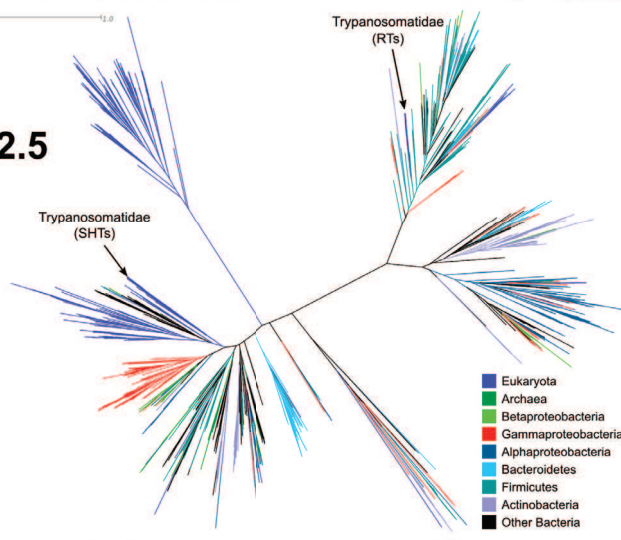 1.0
Trypanosomatidae
(RTs)
2.5
Trypanosomatidae
(SHTs)
Eukaryota
Archaea
Betaproteobacteria
Gammaproteobacteria
Alphaproteobacteria
Bacteroidetes
Firmicutes
Actinobacteria
Other Bacteria